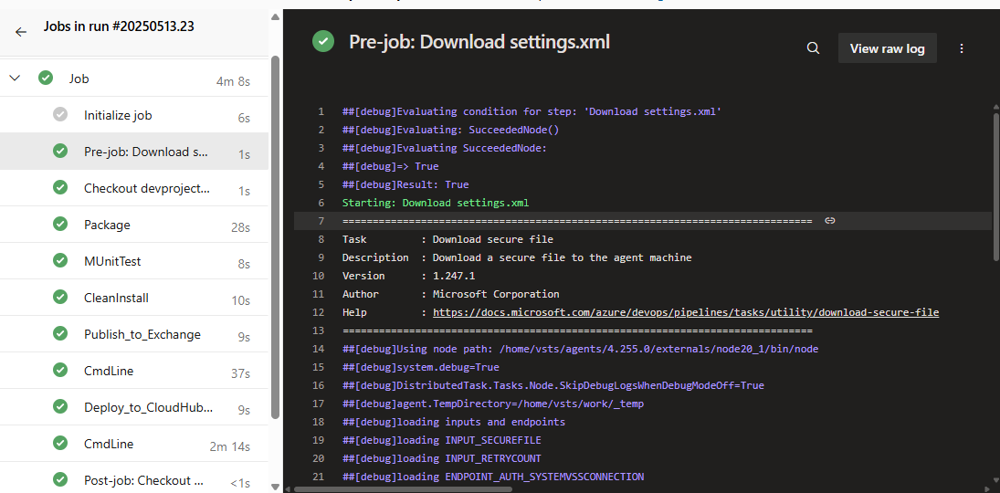 Jobs in run #20250513.23
Job 4m 8s
Initialize job 6s
Pre-job: Download s... 1s
Checkout devproject... 1s
Package 28s
MUnitTest 8s
CleanInstall 10s
Publish_to_Exchange 9s
CmdLine 37s
Deploy_to_CloudHub... 9s
CmdLine 2m 14s
Post-job: Checkout ... <1s
Pre-job: Download settings.xml
View raw log
1 ##[debug]Evaluating condition for step: 'Download settings.xml'
2 ##[debug]Evaluating: SucceededNode()
3 ##[debug]Evaluating SucceededNode:
4 ##[debug]=> True
5 ##[debug]Result: True
6 Starting: Download settings.xml
7 ==============================================================================
8 Task : Download secure file
9 Description : Download a secure file to the agent machine
10 Version : 1.247.1
11 Author : Microsoft Corporation
12 Help : https://docs.microsoft.com/azure/devops/pipelines/tasks/utility/download-secure-file
13 ==============================================================================
14 ##[debug]Using node path: /home/vsts/agents/4.255.0/externals/node20_1/bin/node
15 ##[debug]system.debug=True
16 ##[debug]DistributedTask.Tasks.Node.SkipDebugLogsWhenDebugModeOff=True
17 ##[debug]agent.TempDirectory=/home/vsts/work/_temp
18 ##[debug]loading inputs and endpoints
19 ##[debug]loading INPUT_SECUREFILE
20 ##[debug]loading INPUT_RETRYCOUNT
21 ##[debug]loading ENDPOINT_AUTH_SYSTEMVSSCONNECTION